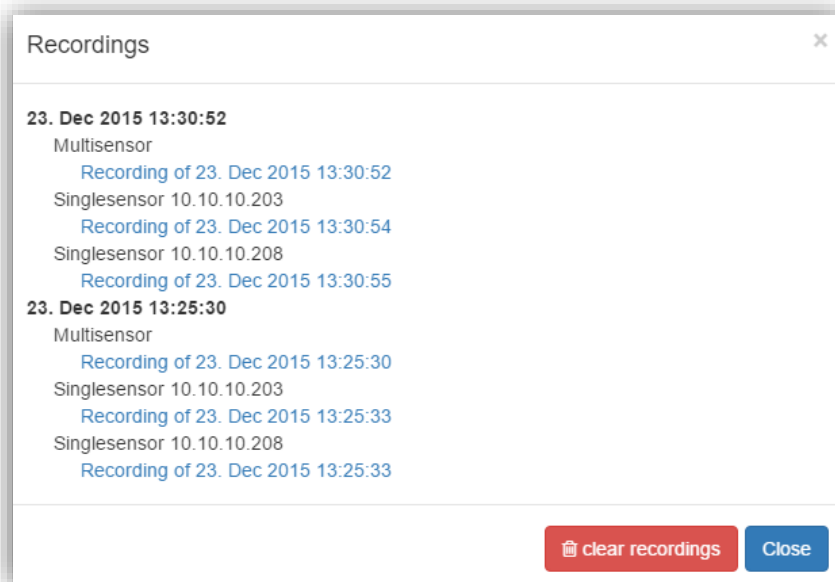 Recordings ×
23. Dec 2015 13:30:52
Multisensor
Recording of 23. Dec 2015 13:30:52
Singlesensor 10.10.10.203
Recording of 23. Dec 2015 13:30:54
Singlesensor 10.10.10.208
Recording of 23. Dec 2015 13:30:55
23. Dec 2015 13:25:30
Multisensor
Recording of 23. Dec 2015 13:25:30
Singlesensor 10.10.10.203
Recording of 23. Dec 2015 13:25:33
Singlesensor 10.10.10.208
Recording of 23. Dec 2015 13:25:33
clear recordings Close